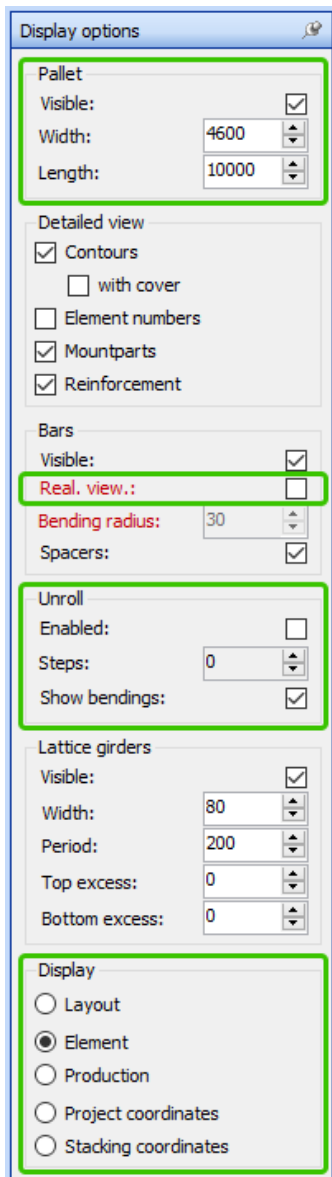 Display options
Pallet
Visible:
Width: 4600
Length: 10000
Detailed view
Contours
with cover
Element numbers
Mountparts
Reinforcement
Bars
Visible:
Real. view.:
Bending radius: 30
Spacers:
Unroll
Enabled:
Steps: 0
Show bendings:
Lattice girders
Visible:
Width: 80
Period: 200
Top excess: 0
Bottom excess: 0
Display
Layout
Element
Production
Project coordinates
Stacking coordinates